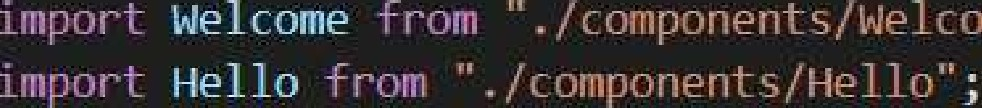 import Welcome from "./components/Welco
import Hello from "./components/Hello";